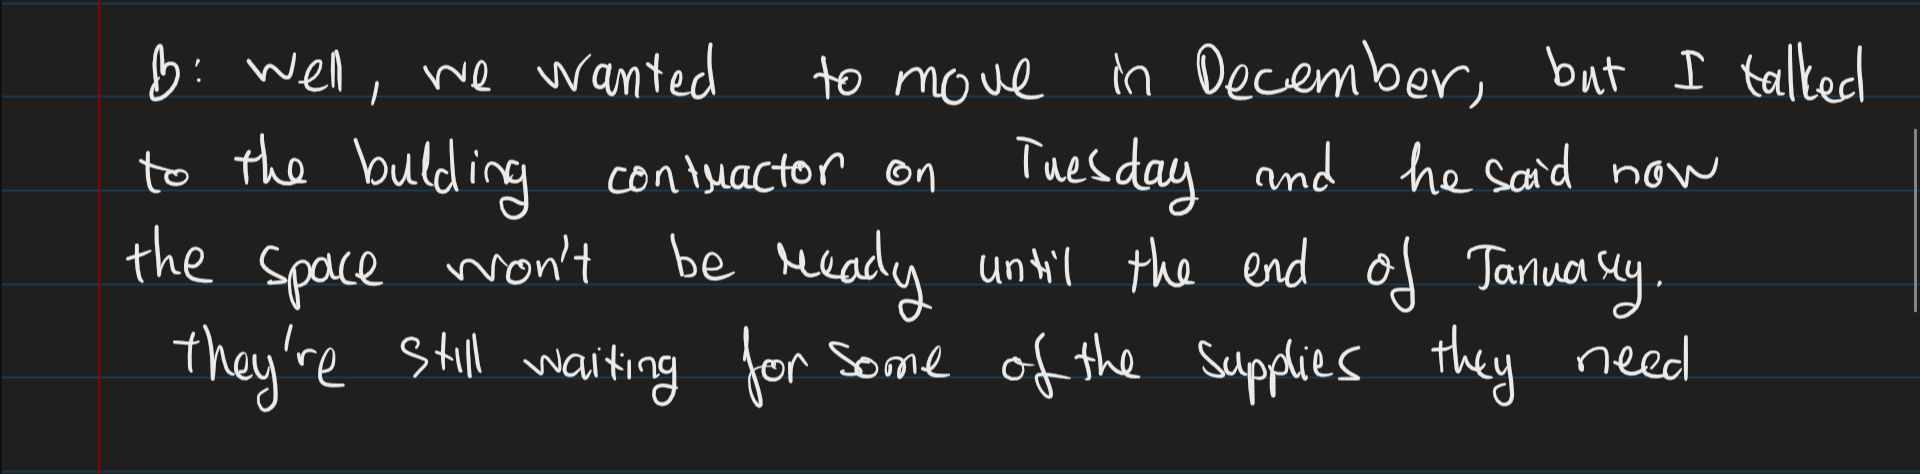 B: Well, we wanted to move in December, but I talked
to the bulding contractor on Tuesday and he said now
the space won't be ready until the end of January.
they're still waiting for some of the supplies they need